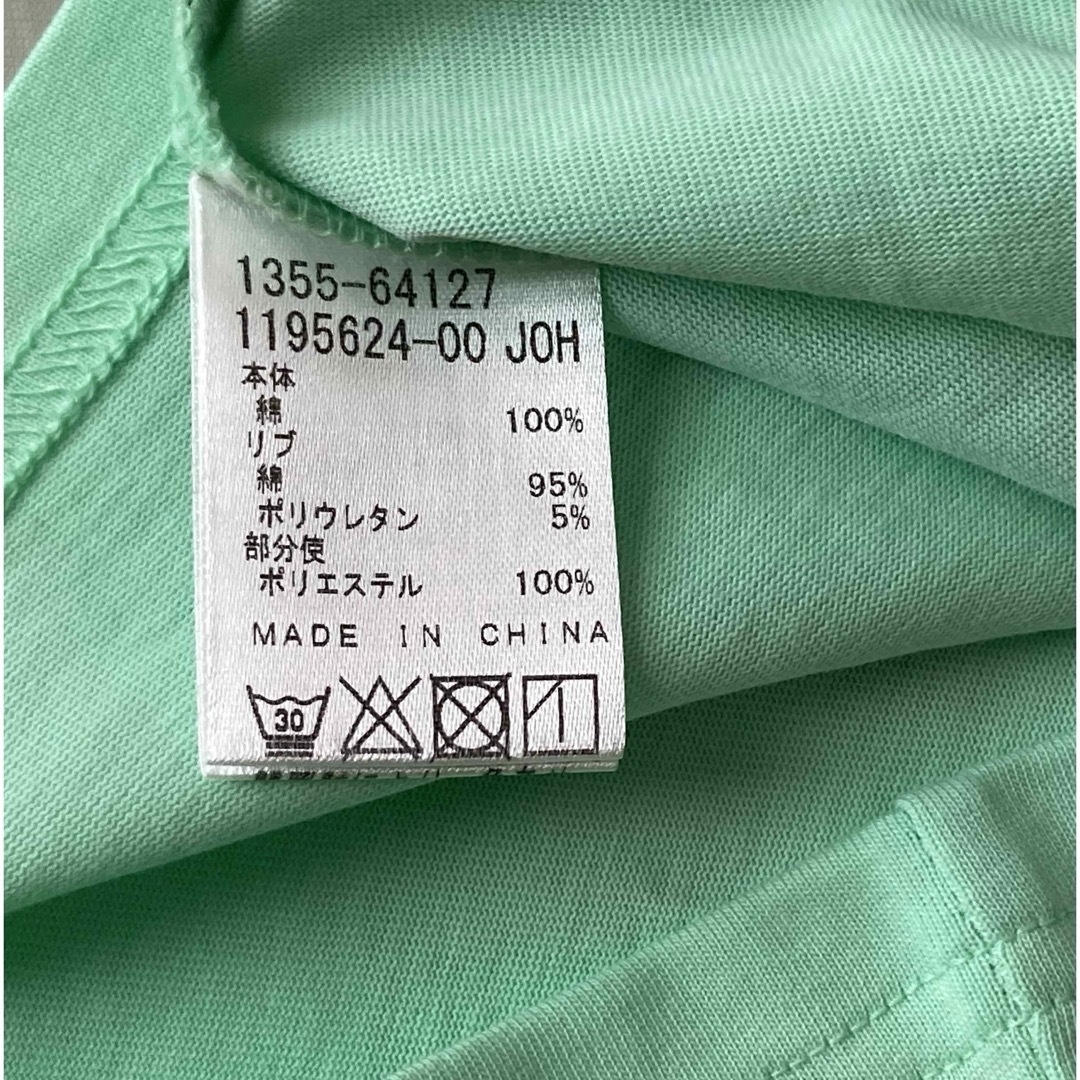 1355-64127
1195624-00 JOH
本体
綿 100%
リブ
綿 95%
ポリウレタン 5%
部分使
ポリエステル 100%
MADE IN CHINA
30